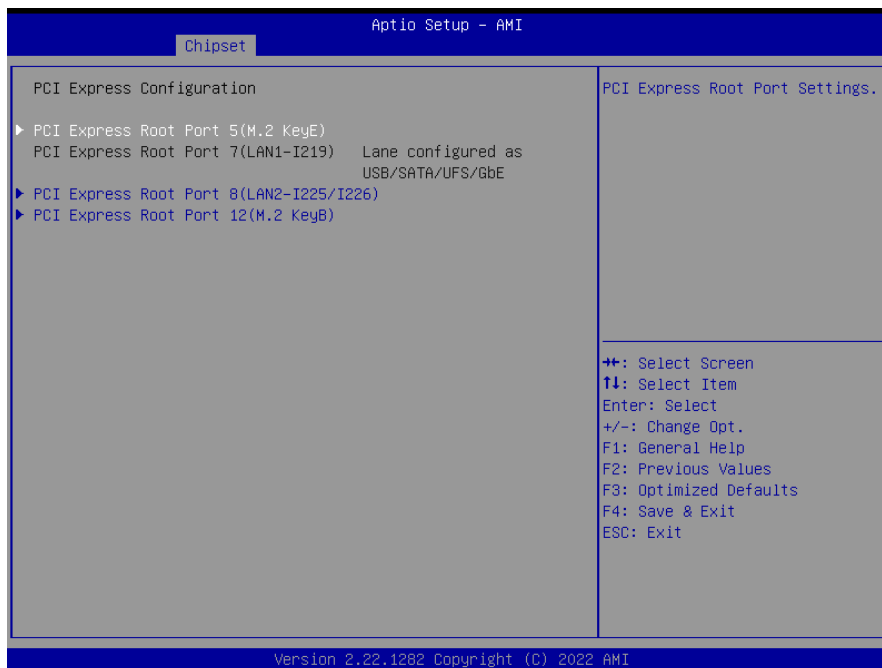 Aptio Setup - AMI
Chipset
PCI Express Configuration
PCI Express Root Port 5(M.2 KeyE)
PCI Express Root Port 7(LAN1-I219) Lane configured as
USB/SATA/UFS/GbE
PCI Express Root Port 8(LAN2-I225/I226)
PCI Express Root Port 12(M.2 KeyB)
PCI Express Root Port Settings.
→←: Select Screen
↑↓: Select Item
Enter: Select
+/-: Change Opt.
F1: General Help
F2: Previous Values
F3: Optimized Defaults
F4: Save & Exit
ESC: Exit
Version 2.22.1282 Copyright (C) 2022 AMI